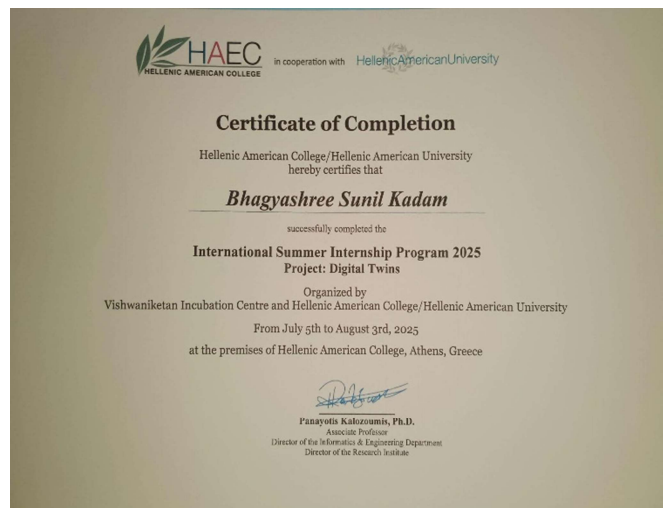 HAEC
HELLENIC AMERICAN COLLEGE
in cooperation with
HellenicAmericanUniversity
Certificate of Completion
Hellenic American College/Hellenic American University
hereby certifies that
Bhagyashree Sunil Kadam
successfully completed the
International Summer Internship Program 2025
Project: Digital Twins
Organized by
Vishwaniketan Incubation Centre and Hellenic American College/Hellenic American University
From July 5th to August 3rd, 2025
at the premises of Hellenic American College, Athens, Greece
Panayotis Kalozoumis, Ph.D.
Associate Professor
Director of the Informatics & Engineering Department
Director of the Research Institute